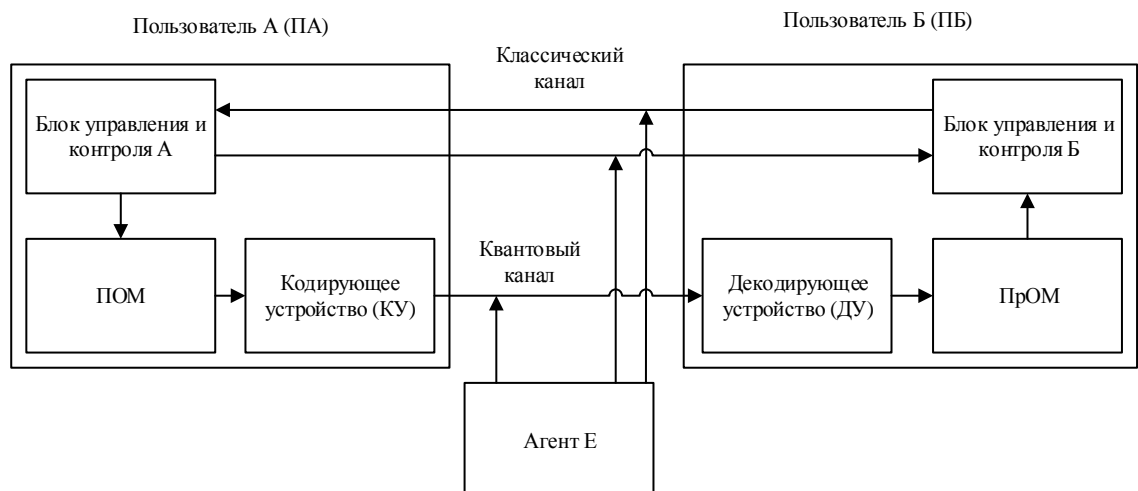 Пользователь А (ПА)
Пользователь Б (ПБ)
Классический
канал
Блок управления и
контроля А
Блок управления и
контроля Б
Квантовый
канал
ПОМ
Кодирующее
устройство (КУ)
Декодирующее
устройство (ДУ)
ПрОМ
Агент Е